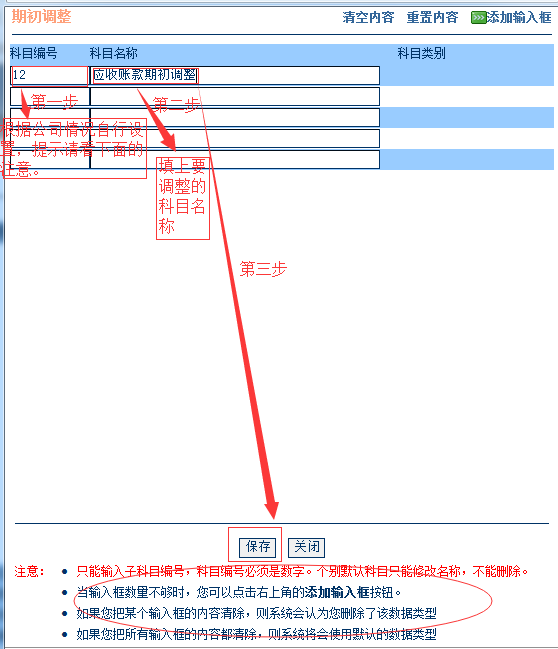 期初调整
清空内容 重置内容 添加输入框
科目编号 科目名称 科目类别
12 应收账款期初调整
第一步 第二步
根据公司情况自行设
置，提示请看下面的
注意。
填上要
调整的
科目名
称
第三步
保存 关闭
注意： • 只能输入子科目编号，科目编号必须是数字。个别默认科目只能修改名称，不能删除。
• 当输入框数量不够时，您可以点击右上角的添加输入框按钮。
• 如果您把某个输入框的内容清除，则系统会认为您删除了该数据类型
• 如果您把所有输入框的内容都清除，则系统将会使用默认的数据类型